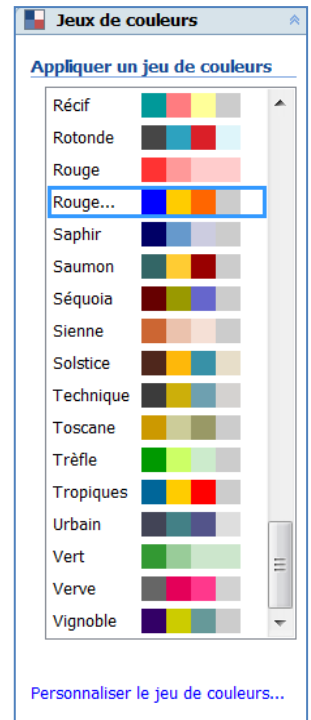 Jeux de couleurs
Appliquer un jeu de couleurs
Récif
Rotonde
Rouge
Rouge...
Saphir
Saumon
Séquoia
Sienne
Solstice
Technique
Toscane
Trèfle
Tropiques
Urbain
Vert
Verve
Vignoble
Personnaliser le jeu de couleurs...